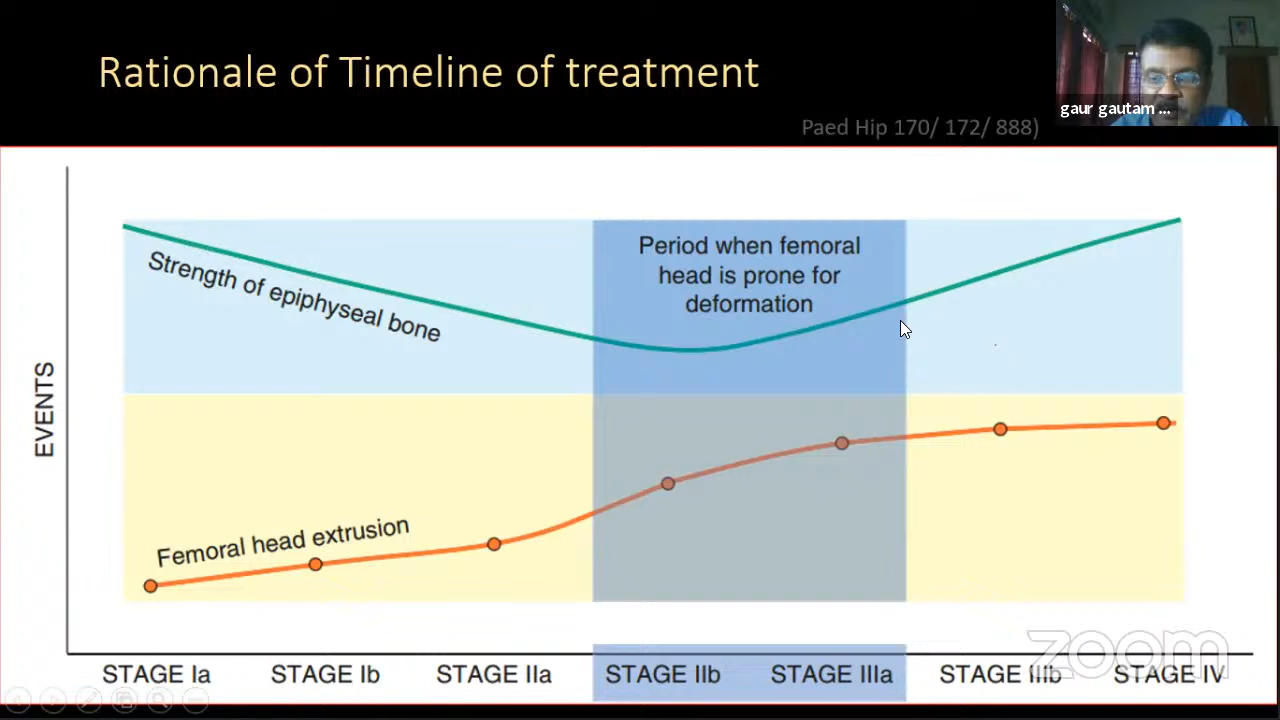 Rationale of Timeline of treatment
gaur gautam ...
Paed Hip 170/ 172/ 888)
Period when femoral
head is prone for
deformation
Strength of epiphyseal bone
EVENTS
Femoral head extrusion
zoom
STAGE Ia STAGE Ib STAGE IIa STAGE IIb STAGE IIIa STAGE IIIb STAGE IV